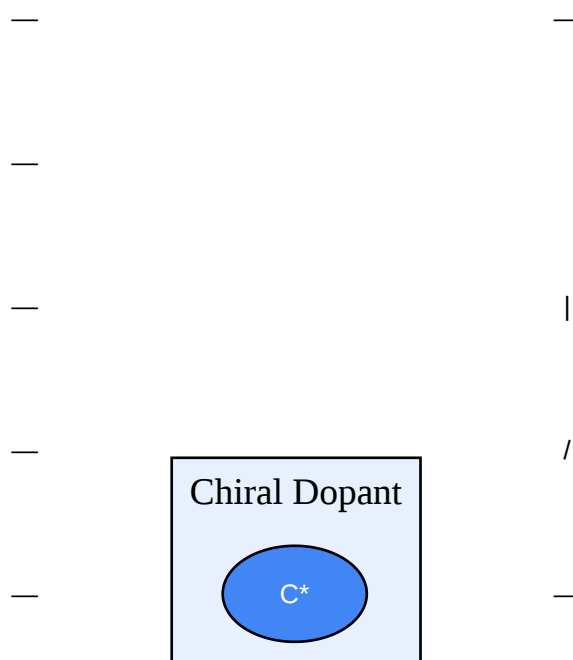 — —
—
— |
— /
Chiral Dopant
C*
— —